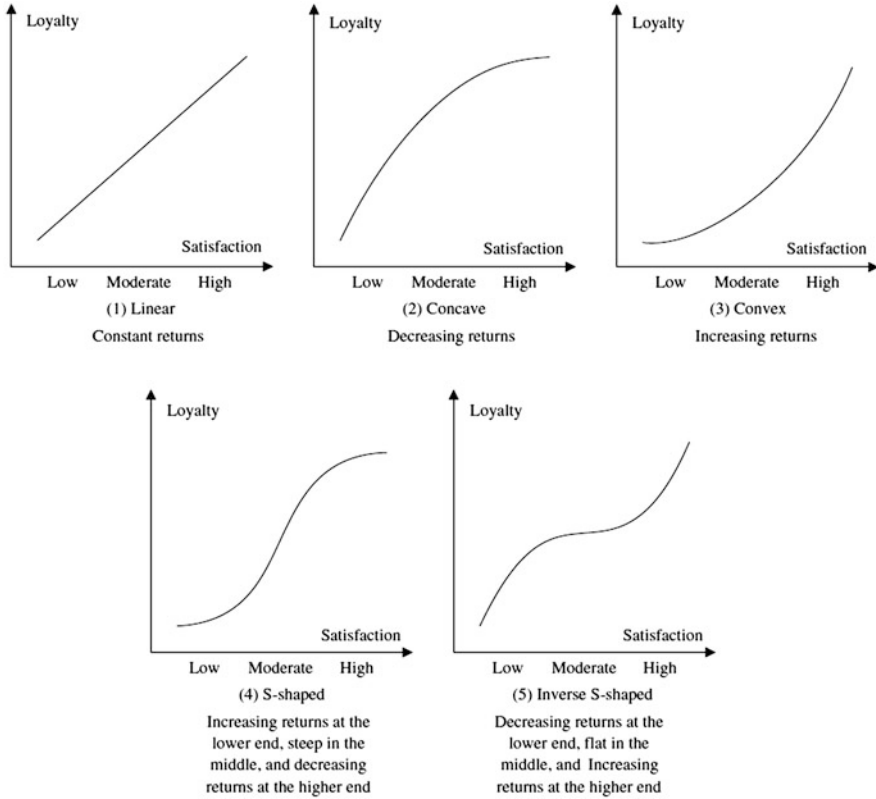 Loyalty
Satisfaction
Low Moderate High
(1) Linear
Constant returns
Loyalty
Satisfaction
Low Moderate High
(2) Concave
Decreasing returns
Loyalty
Satisfaction
Low Moderate High
(3) Convex
Increasing returns
Loyalty
Satisfaction
Low Moderate High
(4) S-shaped
Increasing returns at the
lower end, steep in the
middle, and decreasing
returns at the higher end
Loyalty
Satisfaction
Low Moderate High
(5) Inverse S-shaped
Decreasing returns at the
lower end, flat in the
middle, and Increasing
returns at the higher end